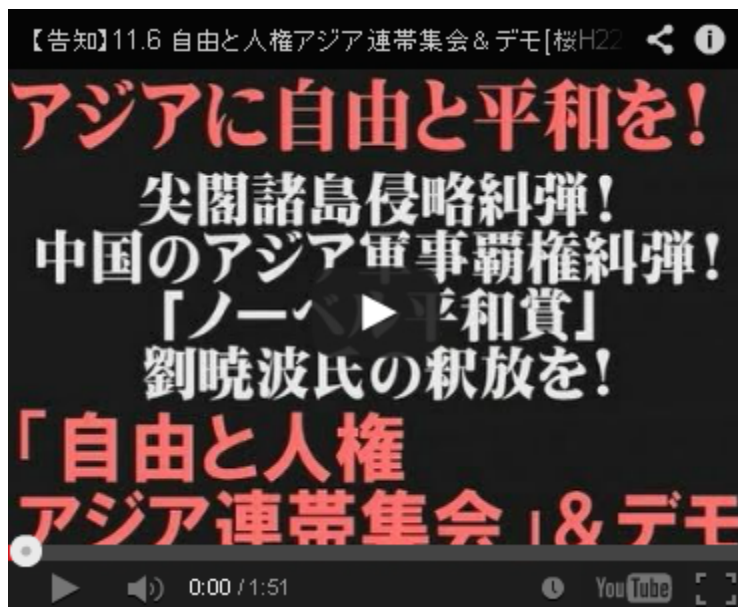 【告知】11.6 自由と人権アジア連帯集会&デモ[桜H22
アジアに自由と平和を!
尖閣諸島侵略糾弾!
中国のアジア軍事覇権糾弾!
「ノーベル平和賞」
劉暁波氏の釈放を!
「自由と人権
アジア連帯集会」&デモ
0:00 / 1:51
YouTube